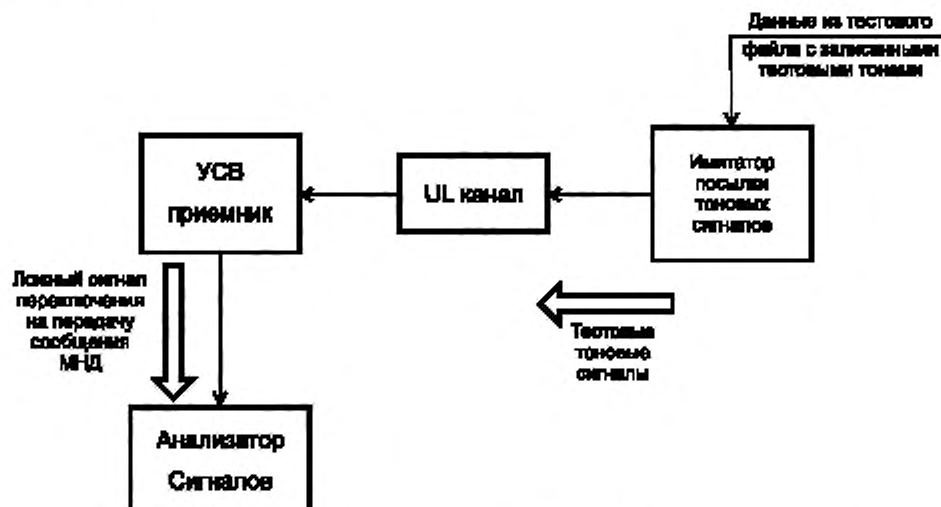 Данные из тестового
файла с записанными
тестовыми тонами
УСВ
приемник
UL канал
Имитатор
посылки
тоновых
сигналов
Ложный сигнал
переключения
на передачу
сообщения
МНД
Тестовые
тоновые
сигналы
Анализатор
Сигналов